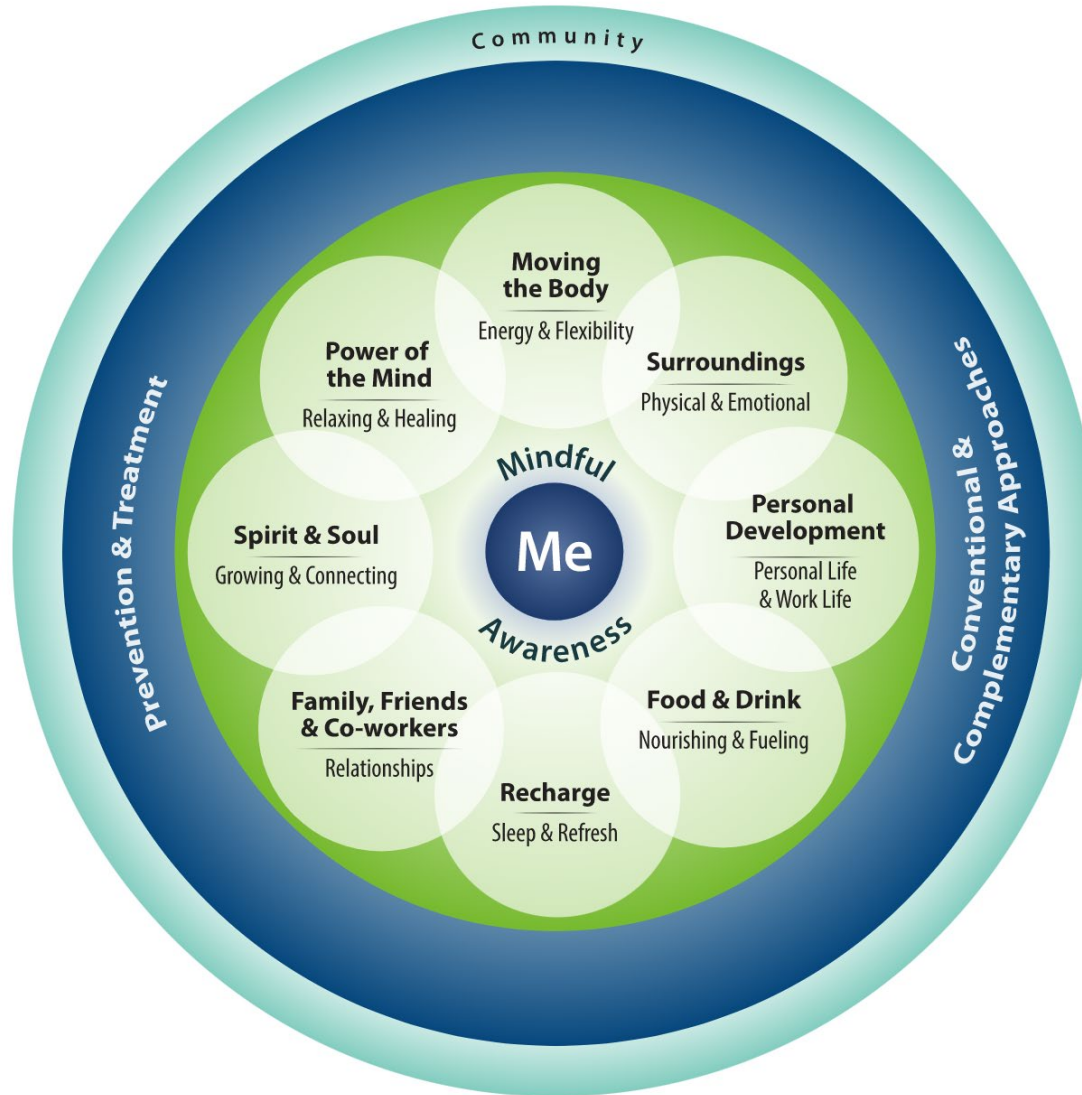 Community
Moving
the Body
Energy & Flexibility
Surroundings
Physical & Emotional
Personal
Development
Personal Life
& Work Life
Food & Drink
Nourishing & Fueling
Recharge
Sleep & Refresh
Family, Friends
& Co-workers
Relationships
Spirit & Soul
Growing & Connecting
Power of
the Mind
Relaxing & Healing
Mindful
Me
Awareness
Prevention & Treatment
Conventional &
Complementary Approaches